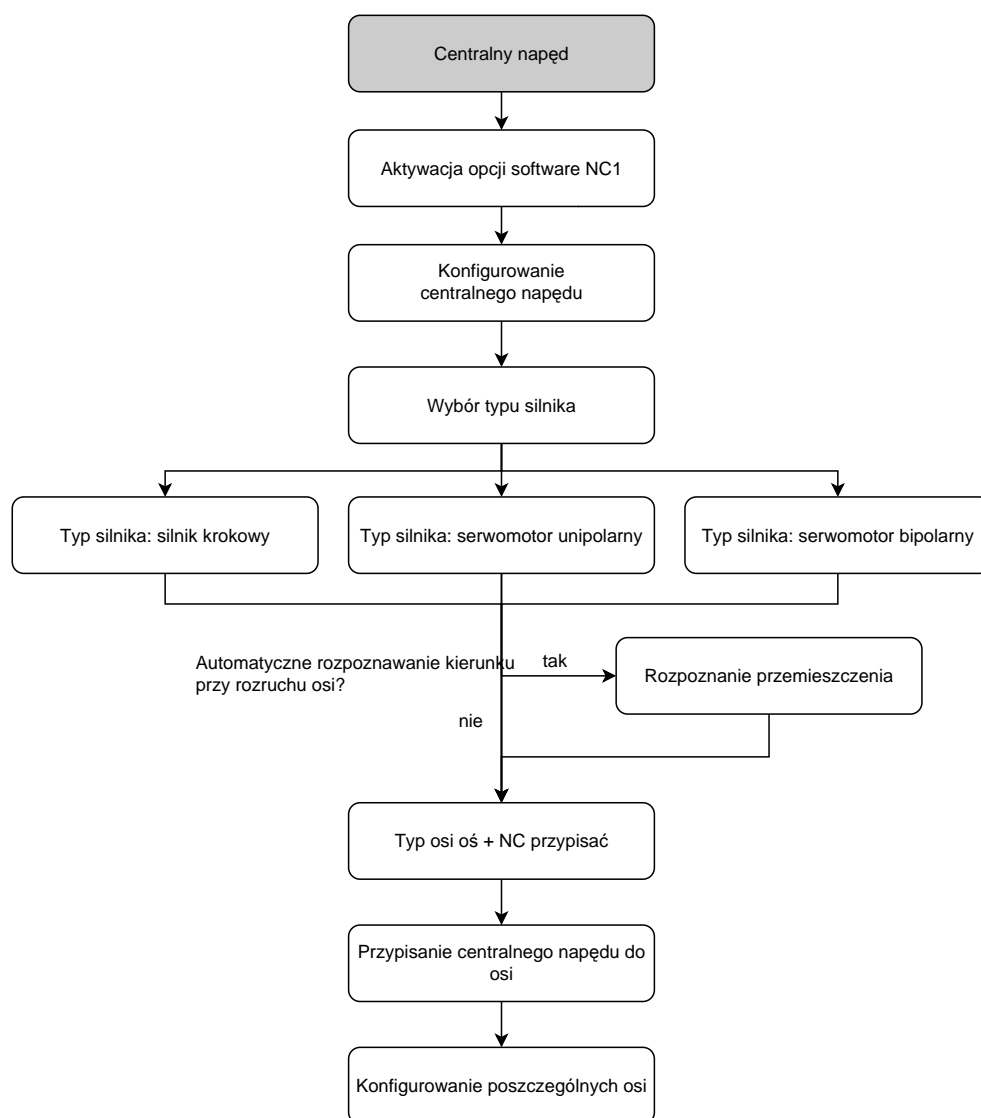 Centralny napęd
Aktywacja opcji software NC1
Konfigurowanie
centralnego napędu
Wybór typu silnika
Typ silnika: silnik krokowy
Typ silnika: serwomotor unipolarny
Typ silnika: serwomotor bipolarny
Automatyczne rozpoznawanie kierunku
przy rozruchu osi?
tak
Rozpoznanie przemieszczenia
nie
Typ osi oś + NC przypisać
Przypisanie centralnego napędu do
osi
Konfigurowanie poszczególnych osi